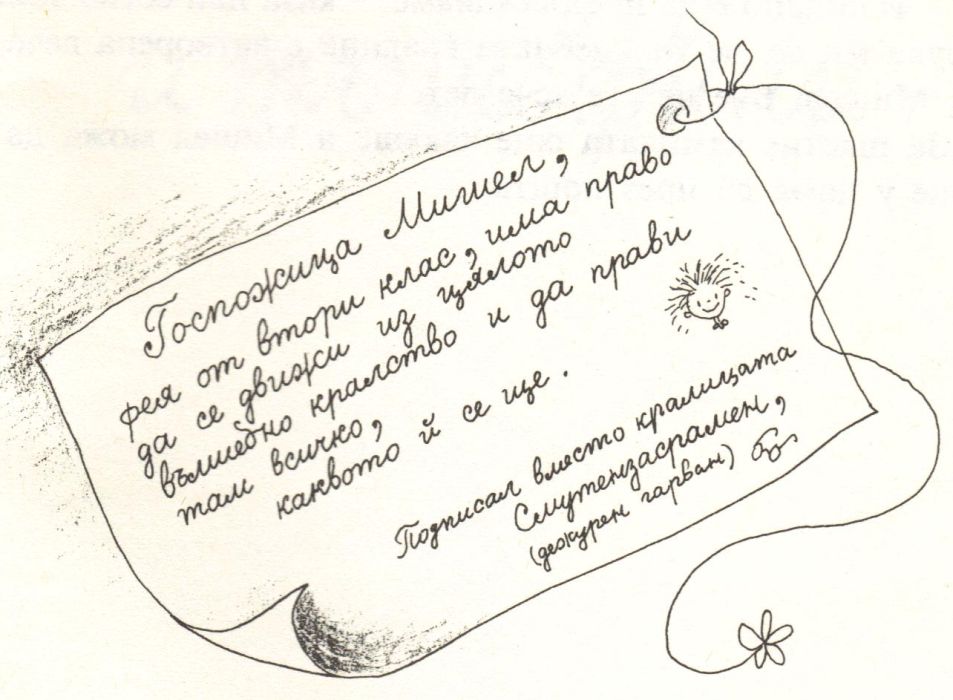 Госпожица Мишел,
фея от втори клас, има право
да се движи из цялото
вълшебно кралство и да прави
там всичко,
каквото й се ще.
Подписал вместо кралицата
Смутензасрамен,
(дежурен гарван)